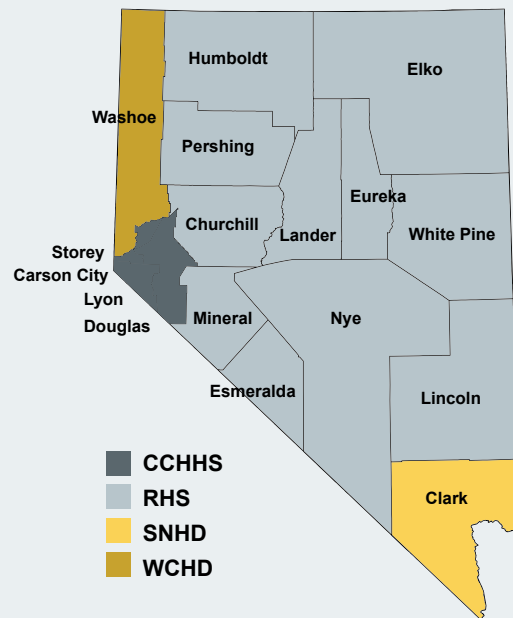 Humboldt
Elko
Washoe
Pershing
Eureka
Churchill
Lander
White Pine
Storey
Carson City
Lyon
Douglas
Mineral
Nye
Esmeralda
Lincoln
CCHHS
RHS
SNHD
WCHD
Clark